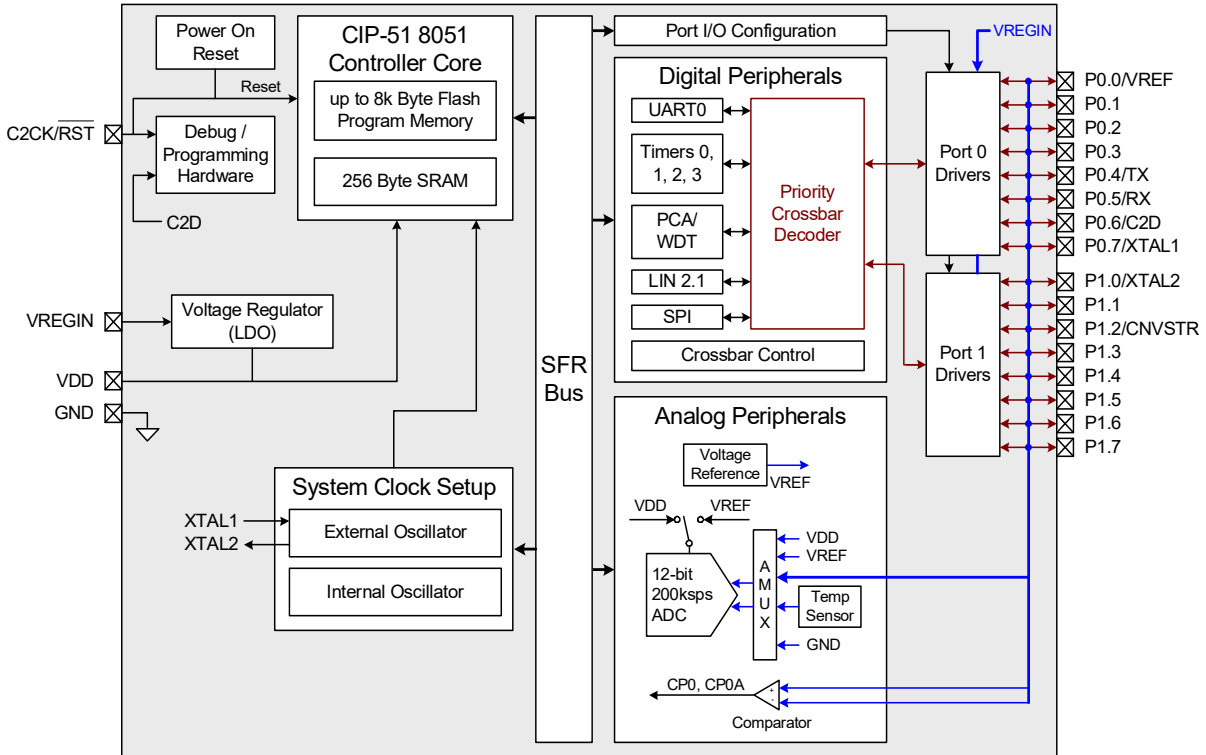 Power On
Reset
Reset
C2CK/RST
Debug /
Programming
Hardware
C2D
CIP-51 8051
Controller Core
up to 8k Byte Flash
Program Memory
256 Byte SRAM
VREGIN
Voltage Regulator
(LDO)
VDD
GND
System Clock Setup
XTAL1
XTAL2
External Oscillator
Internal Oscillator
SFR
Bus
Port I/O Configuration
Digital Peripherals
UART0
Timers 0,
1, 2, 3
PCA/
WDT
LIN 2.1
SPI
Priority
Crossbar
Decoder
Crossbar Control
Analog Peripherals
Voltage
Reference
VREF
VDD
VREF
12-bit
200ksps
ADC
A
M
U
X
VDD
VREF
Temp
Sensor
GND
CP0, CP0A
+
-
Comparator
VREGIN
Port 0
Drivers
Port 1
Drivers
P0.0/VREF
P0.1
P0.2
P0.3
P0.4/TX
P0.5/RX
P0.6/C2D
P0.7/XTAL1
P1.0/XTAL2
P1.1
P1.2/CNVSTR
P1.3
P1.4
P1.5
P1.6
P1.7